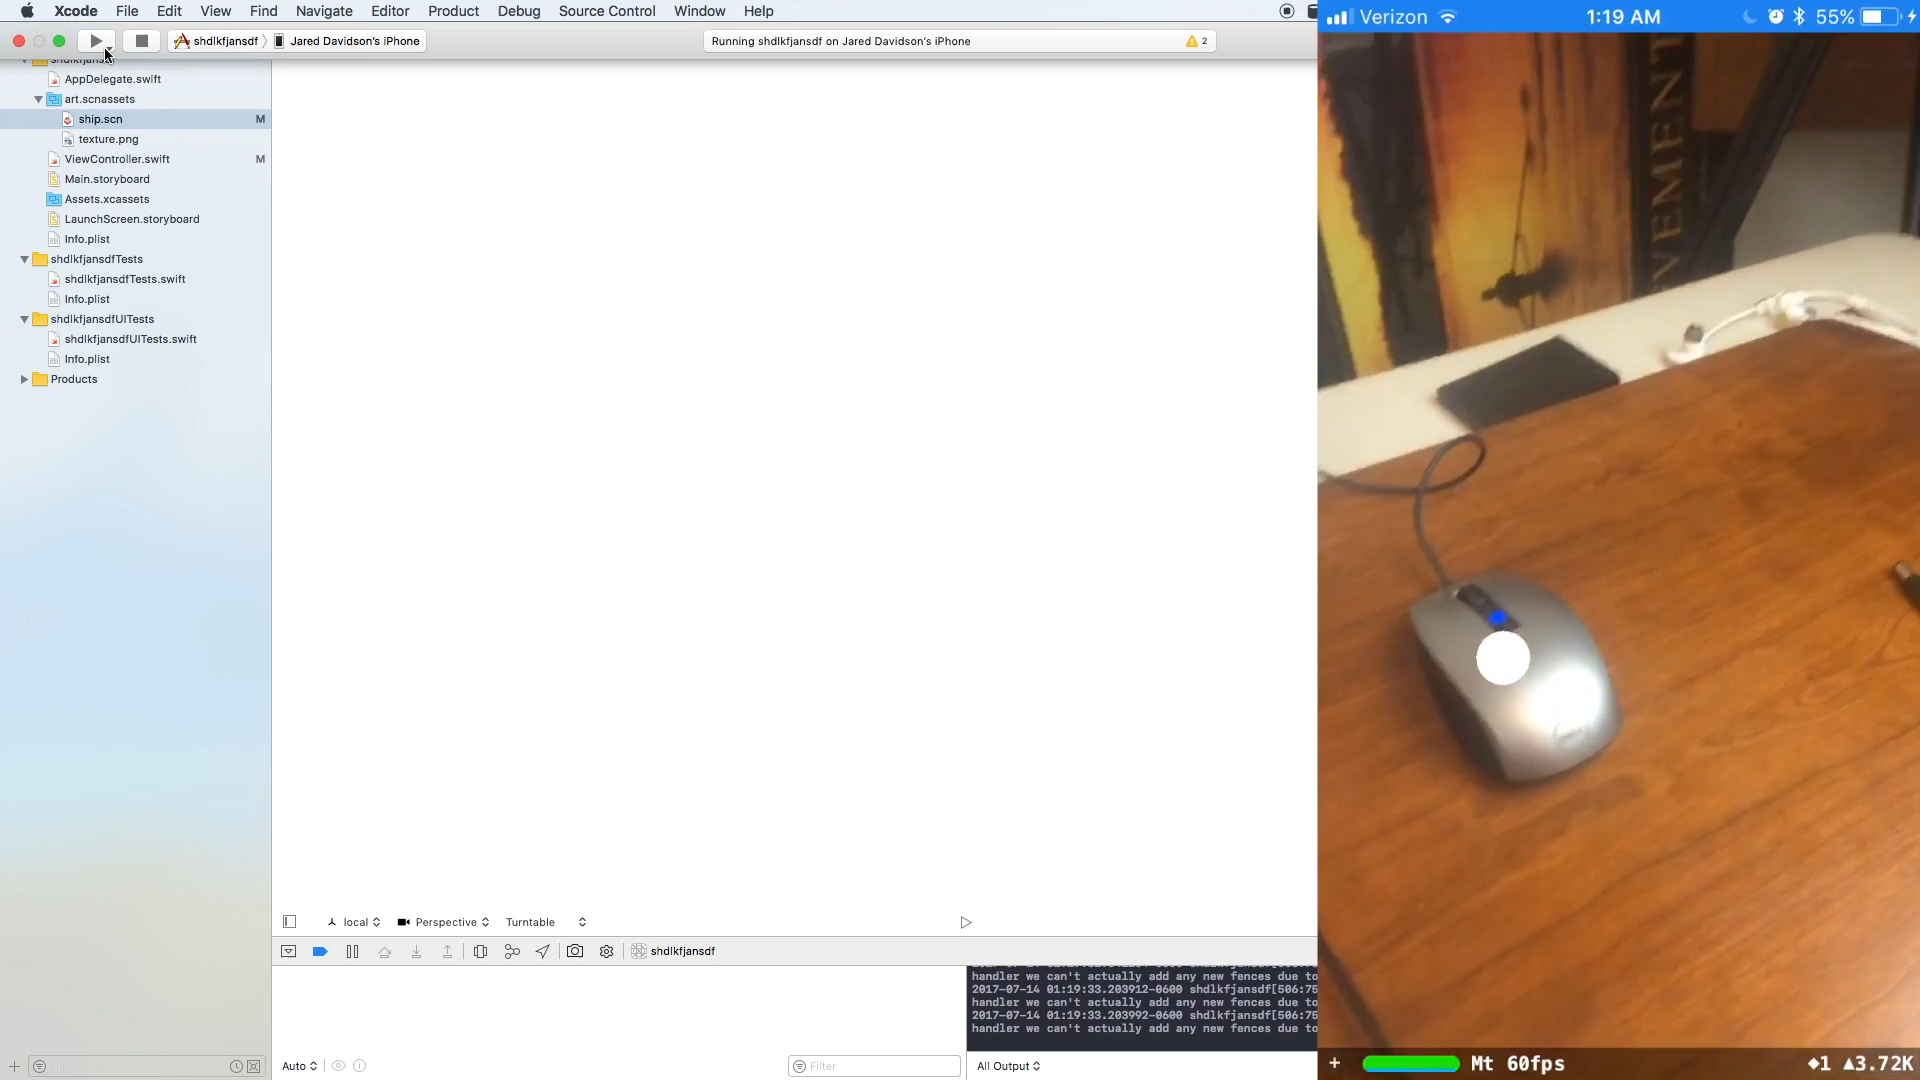 Xcode File Edit View Find Navigate Editor Product Debug Source Control Window Help
shdlkfjansdf Jared Davidson's iPhone
Running shdlkfjansdf on Jared Davidson's iPhone
2
Verizon 1:19 AM 55%
AppDelegate.swift
art.scnassets
ship.scn M
texture.png
ViewController.swift M
Main.storyboard
Assets.xcassets
LaunchScreen.storyboard
Info.plist
shdlkfjansdfTests
shdlkfjansdfTests.swift
Info.plist
shdlkfjansdfUITests
shdlkfjansdfUITests.swift
Info.plist
Products
VEMENT
local Perspective Turntable
shdlkfjansdf
handler we can't actually add any new fences due to
2017-07-14 01:19:33.203912-0600 shdlkfjansdf[506:75
handler we can't actually add any new fences due to
2017-07-14 01:19:33.203992-0600 shdlkfjansdf[506:75
handler we can't actually add any new fences due to
Auto
Filter
All Output
Mt 60fps
1 3.72K